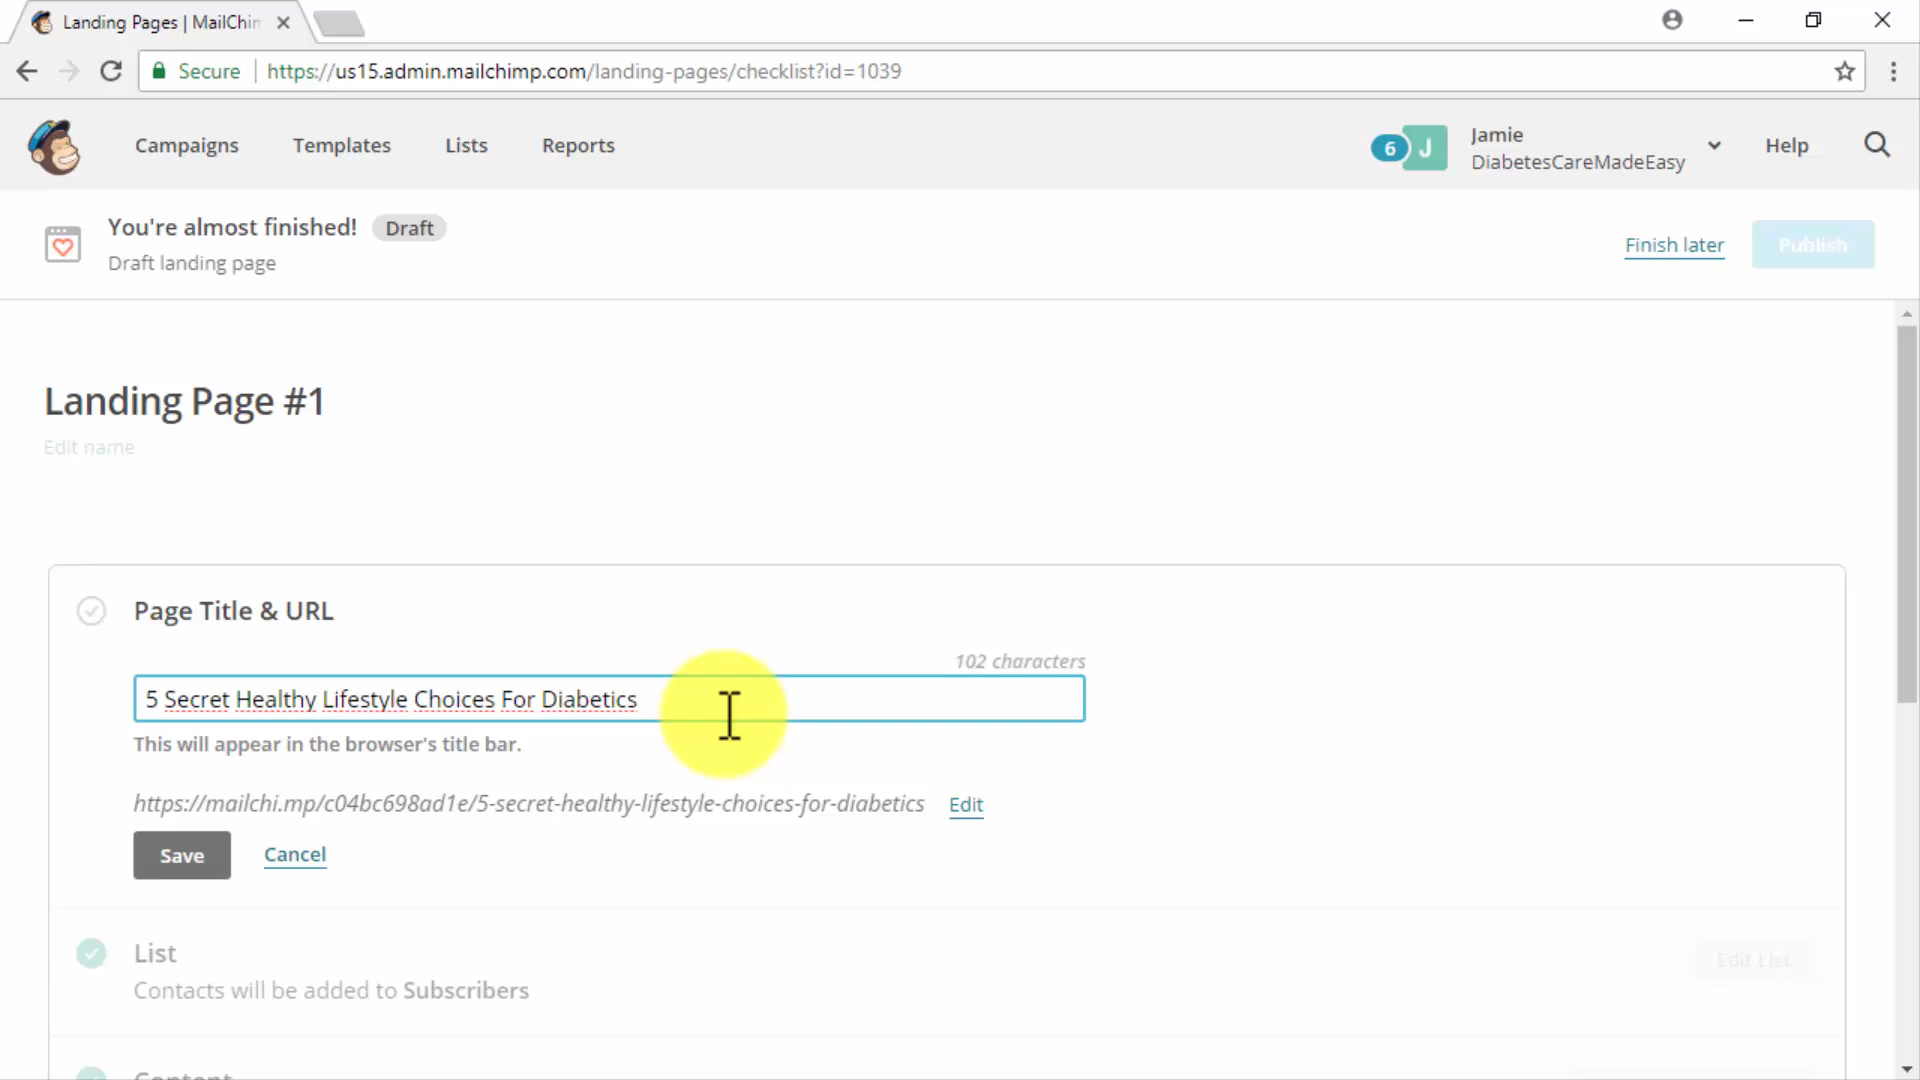 Landing Pages | MailChim
Secure
https://us15.admin.mailchimp.com/landing-pages/checklist?id=1039
Campaigns Templates Lists Reports
6 J
Jamie
DiabetesCareMadeEasy
Help
You're almost finished! Draft
Draft landing page
Finish later Publish
Landing Page #1
Edit name
Page Title & URL
102 characters
5 Secret Healthy Lifestyle Choices For Diabetics
This will appear in the browser's title bar.
https://mailchi.mp/c04bc698ad1e/5-secret-healthy-lifestyle-choices-for-diabetics Edit
Save Cancel
List
Edit List
Contacts will be added to Subscribers
Content